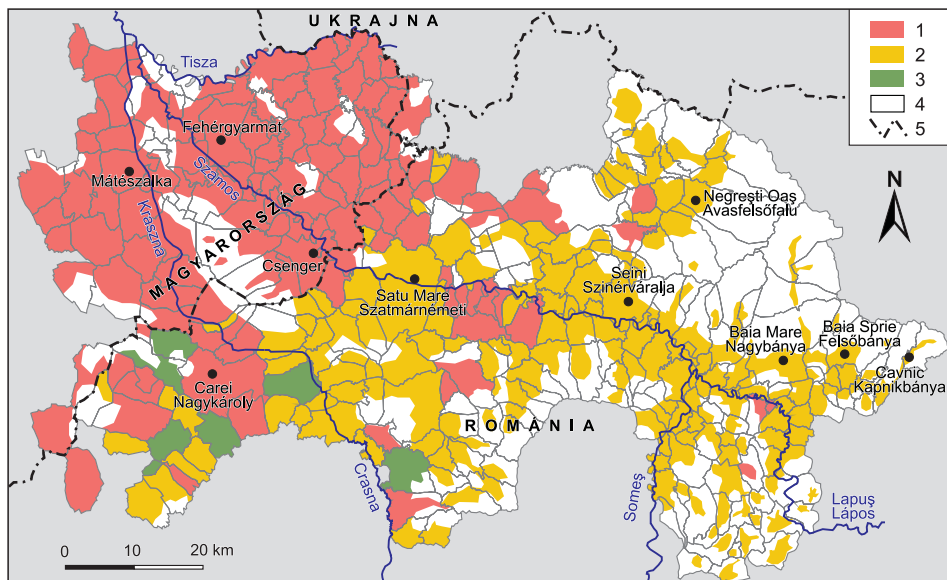 UKRAJNA
1
2
3
4
5
Tisza
Fehérgyarmat
Mátészalka
Szamos
Kraszna
MAGYARORSZÁG
Csenger
N
Negrești Oaș
Avasfelsőfalu
Satu Mare
Szatmárnémeti
Seini
Szinérváralja
Baia Mare
Nagybánya
Baia Sprie
Felsőbánya
Cavnic
Kapnikbánya
Carei
Nagykároly
ROMÂNIA
Crasna
Someș
Lapuș
Lápos
0 10 20 km